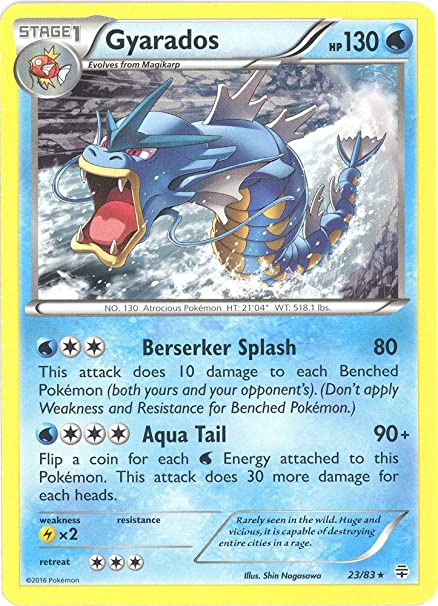 STAGE1
Gyarados
HP130
Evolves from Magikarp
NO. 130 Atrocious Pokémon HT: 21'04" WT: 518.1 lbs.
Berserker Splash 80
This attack does 10 damage to each Benched
Pokémon (both yours and your opponent's). (Don't apply
Weakness and Resistance for Benched Pokémon.)
Aqua Tail 90+
Flip a coin for each Energy attached to this
Pokémon. This attack does 30 more damage for
each heads.
weakness resistance
×2
retreat
Rarely seen in the wild. Huge and
vicious, it is capable of destroying
entire cities in a rage.
©2016 Pokémon Illus. Shin Nagasawa 23/83★